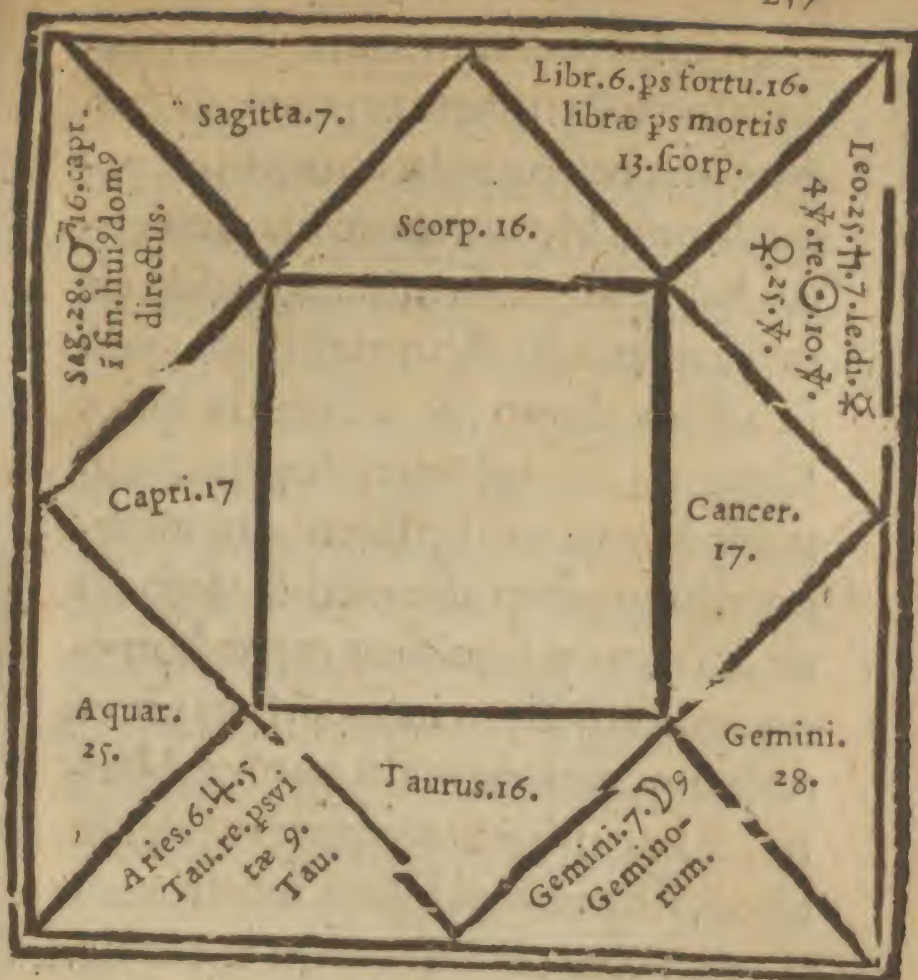 Sagitta.7.
Libr.6.ps fortu.16.
libræ ps mortis
13.ſcorp.
Scorp. 16.
Sag.28.♂16.capr.
ī fin.huiꝰdomꝰ
directus.
Leo.25.♄.7.le.di.☿
4♍.re.☉.10.♍.
♀.25.♍.
Capri.17
Cancer.
17.
Aquar.
25.
Aries.6.♃.5
Tau.re.psvi
tæ 9.
Tau.
Taurus.16.
Gemini.7.☽9
Gemino-
rum.
Gemini.
28.